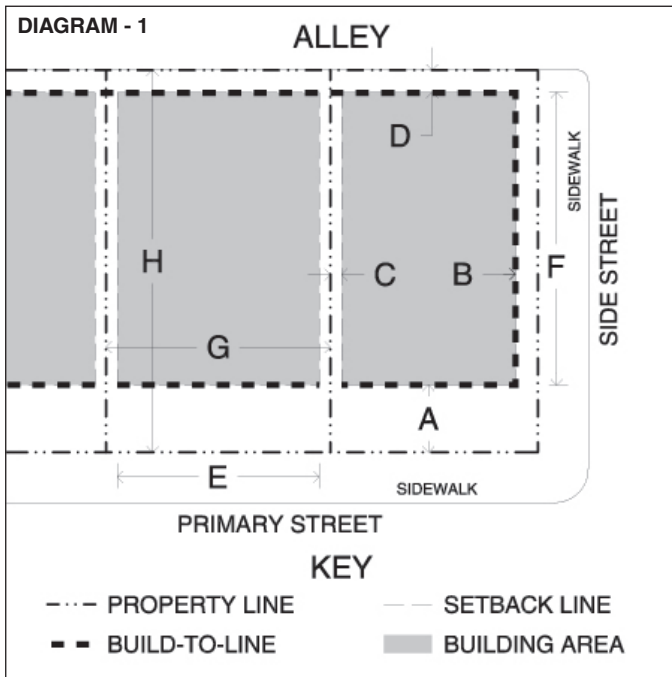 DIAGRAM - 1
ALLEY
D
SIDEWALK
H
C
B
F
SIDE STREET
G
A
E
SIDEWALK
PRIMARY STREET
KEY
PROPERTY LINE
SETBACK LINE
BUILD-TO-LINE
BUILDING AREA